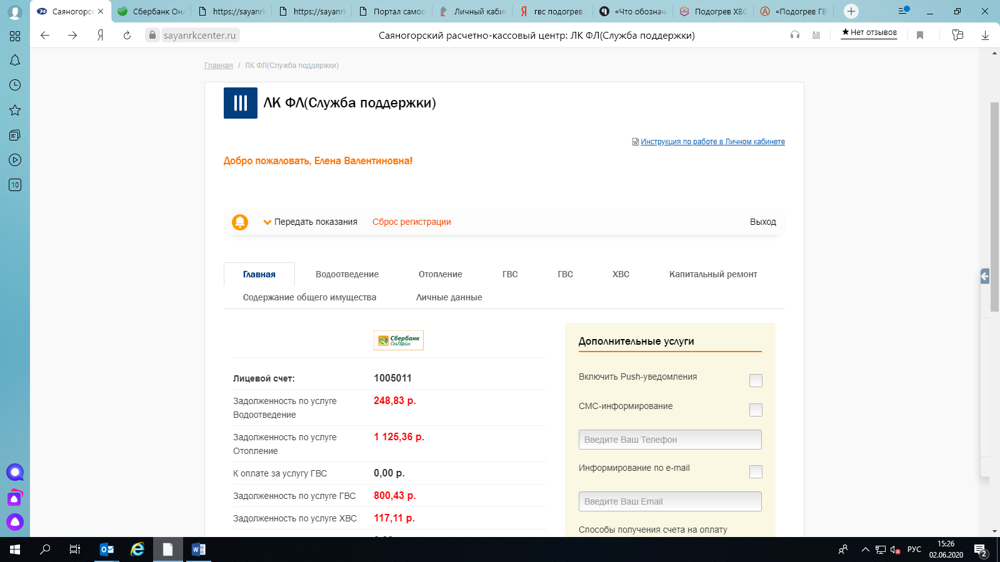 Саяногорск
Сбербанк Онл
https://sayanrk
https://sayanrk
Портал самоо
Личный каби
гвс подогрев
«Что обознач
Подогрев ХВС
«Подогрев ГВ
sayanrkcenter.ru
Саяногорский расчетно-кассовый центр: ЛК ФЛ(Служба поддержки)
★Нет отзывов
10
Главная / ЛК ФЛ(Служба поддержки)
ЛК ФЛ(Служба поддержки)
Инструкция по работе в Личном кабинете
Добро пожаловать, Елена Валентиновна!
Передать показания Сброс регистрации Выход
Главная Водоотведение Отопление ГВС ГВС ХВС Капитальный ремонт
Содержание общего имущества Личные данные
Сбербанк
ОнЛ@йн
Лицевой счет: 1005011
Задолженность по услуге
Водоотведение
248,83 р.
Задолженность по услуге
Отопление
1 125,36 р.
К оплате за услугу ГВС 0,00 р.
Задолженность по услуге ГВС 800,43 р.
Задолженность по услуге ХВС 117,11 р.
Дополнительные услуги
Включить Push-уведомления
СМС-информирование
Введите Ваш Телефон
Информирование по e-mail
Введите Ваш Email
Способы получения счета на оплату
РУС
15:26
02.06.2020
2